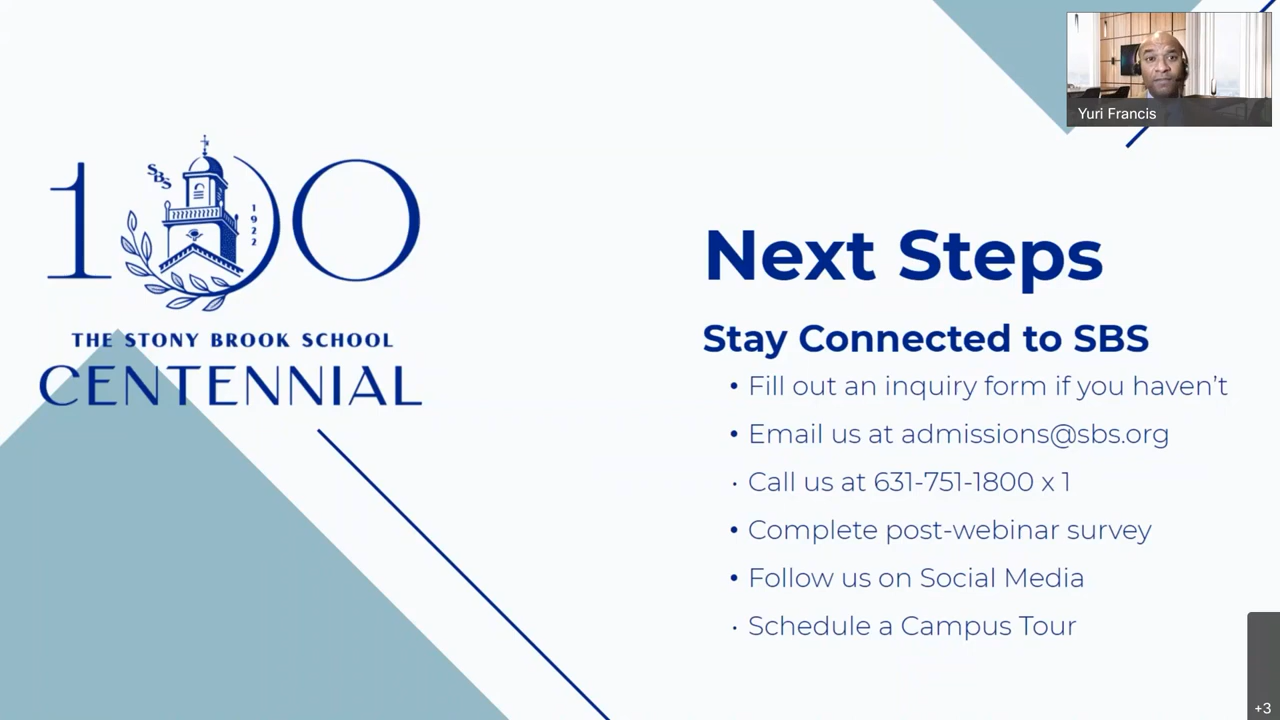 Yuri Francis
100
SBS
1922
THE STONY BROOK SCHOOL
CENTENNIAL
Next Steps
Stay Connected to SBS
• Fill out an inquiry form if you haven’t
• Email us at admissions@sbs.org
• Call us at 631-751-1800 x 1
• Complete post-webinar survey
• Follow us on Social Media
• Schedule a Campus Tour
+3